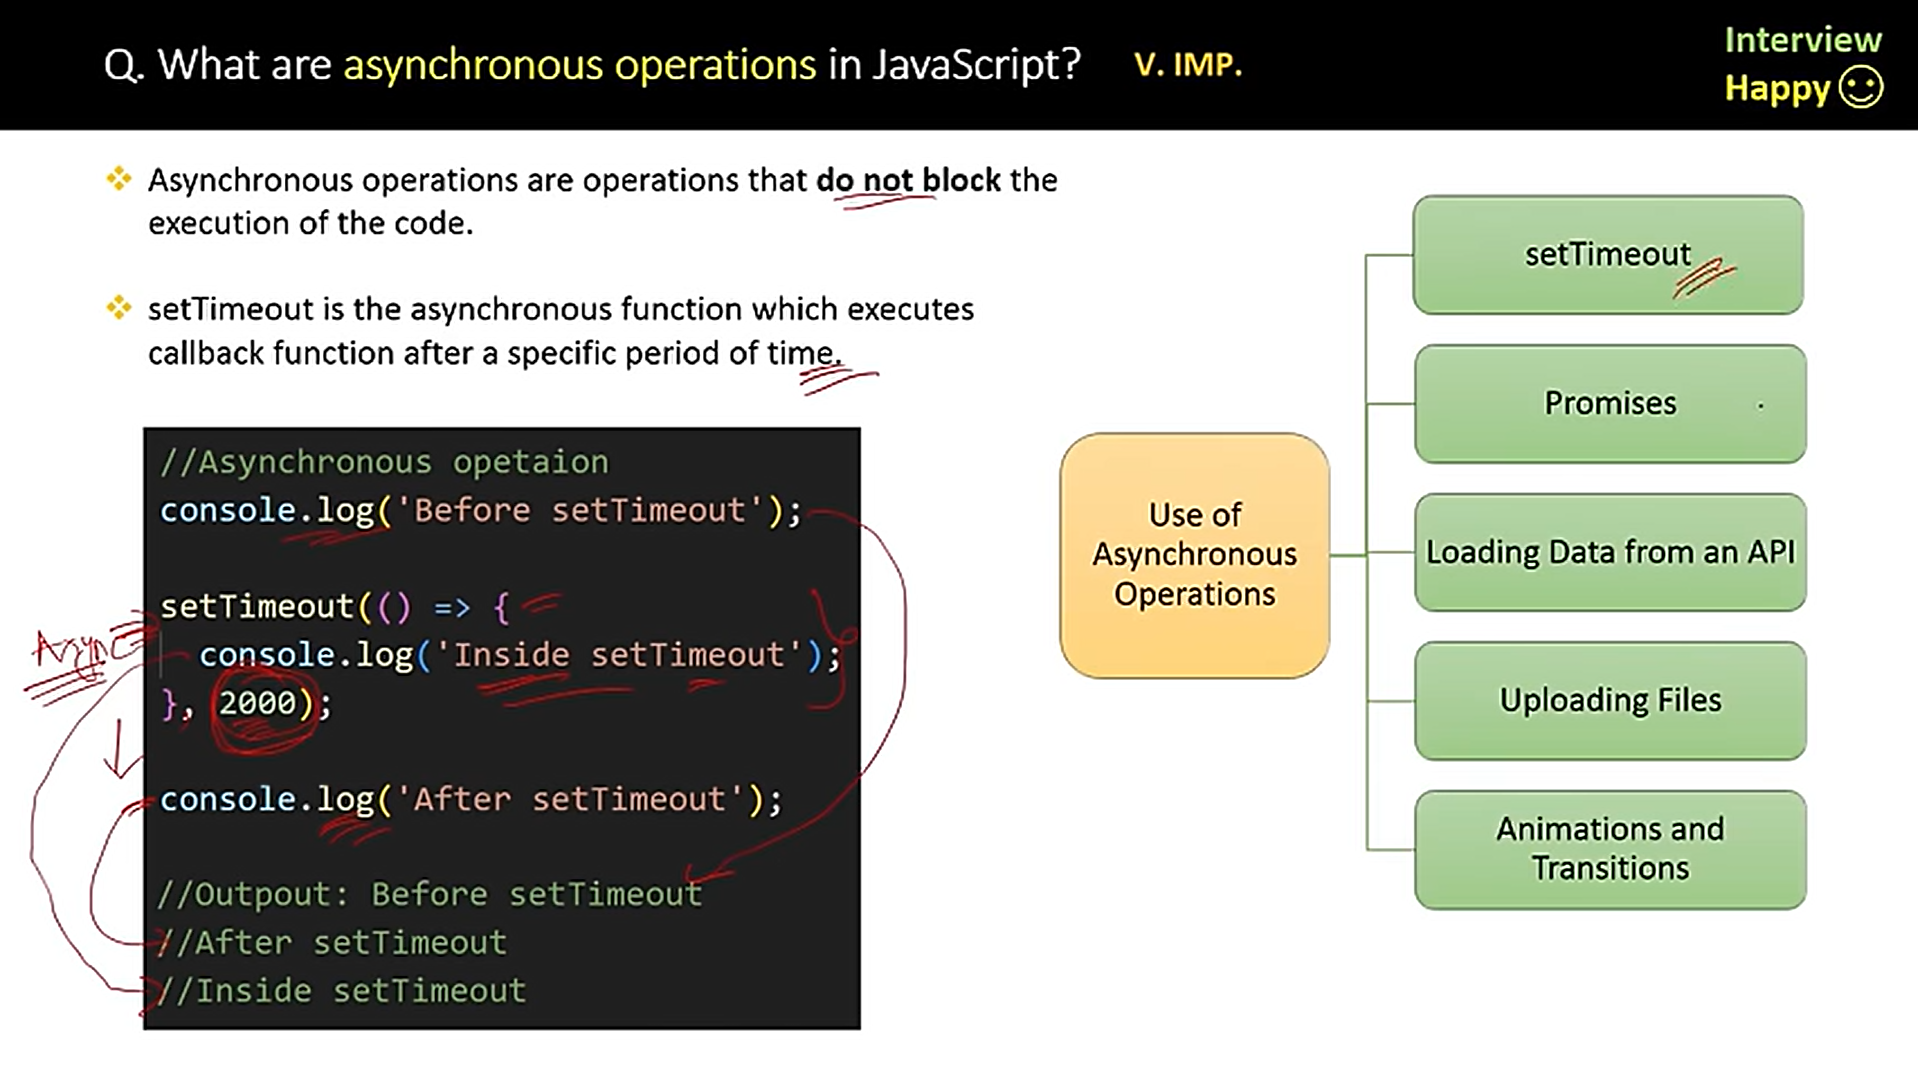 Q. What are asynchronous operations in JavaScript? V. IMP.
Interview
Happy
Asynchronous operations are operations that do not block the
execution of the code.
setTimeout is the asynchronous function which executes
callback function after a specific period of time.
//Asynchronous opetaion
console.log('Before setTimeout');
setTimeout(() => {
Async
console.log('Inside setTimeout');
}, 2000);
console.log('After setTimeout');
//Outpout: Before setTimeout
//After setTimeout
//Inside setTimeout
Use of
Asynchronous
Operations
setTimeout
Promises
Loading Data from an API
Uploading Files
Animations and
Transitions